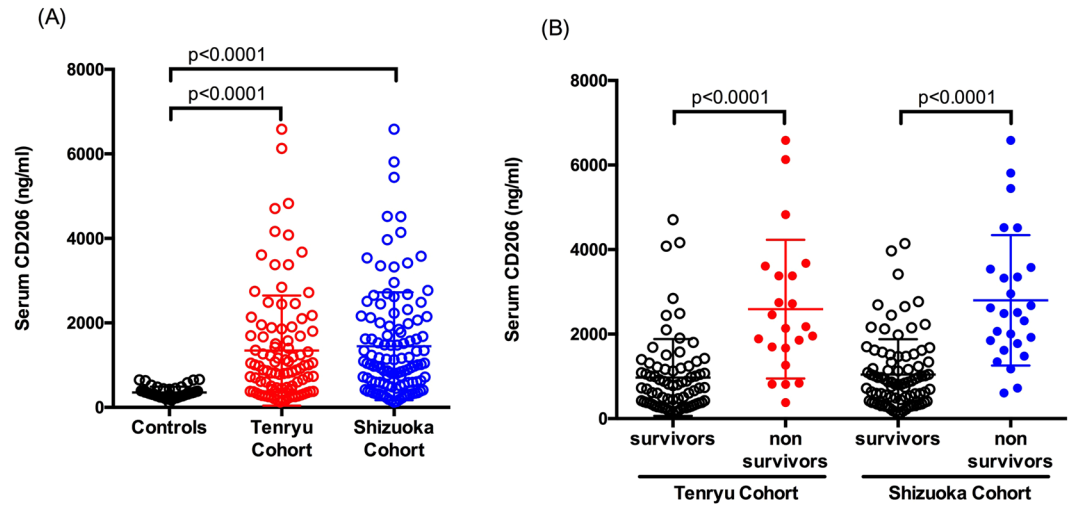 (A)
p<0.0001
p<0.0001
Serum CD206 (ng/ml)
8000
6000
4000
2000
0
Controls
Tenryu
Cohort
Shizuoka
Cohort
(B)
p<0.0001
p<0.0001
Serum CD206 (ng/ml)
8000
6000
4000
2000
0
survivors
non
survivors
survivors
non
survivors
Tenryu Cohort
Shizuoka Cohort